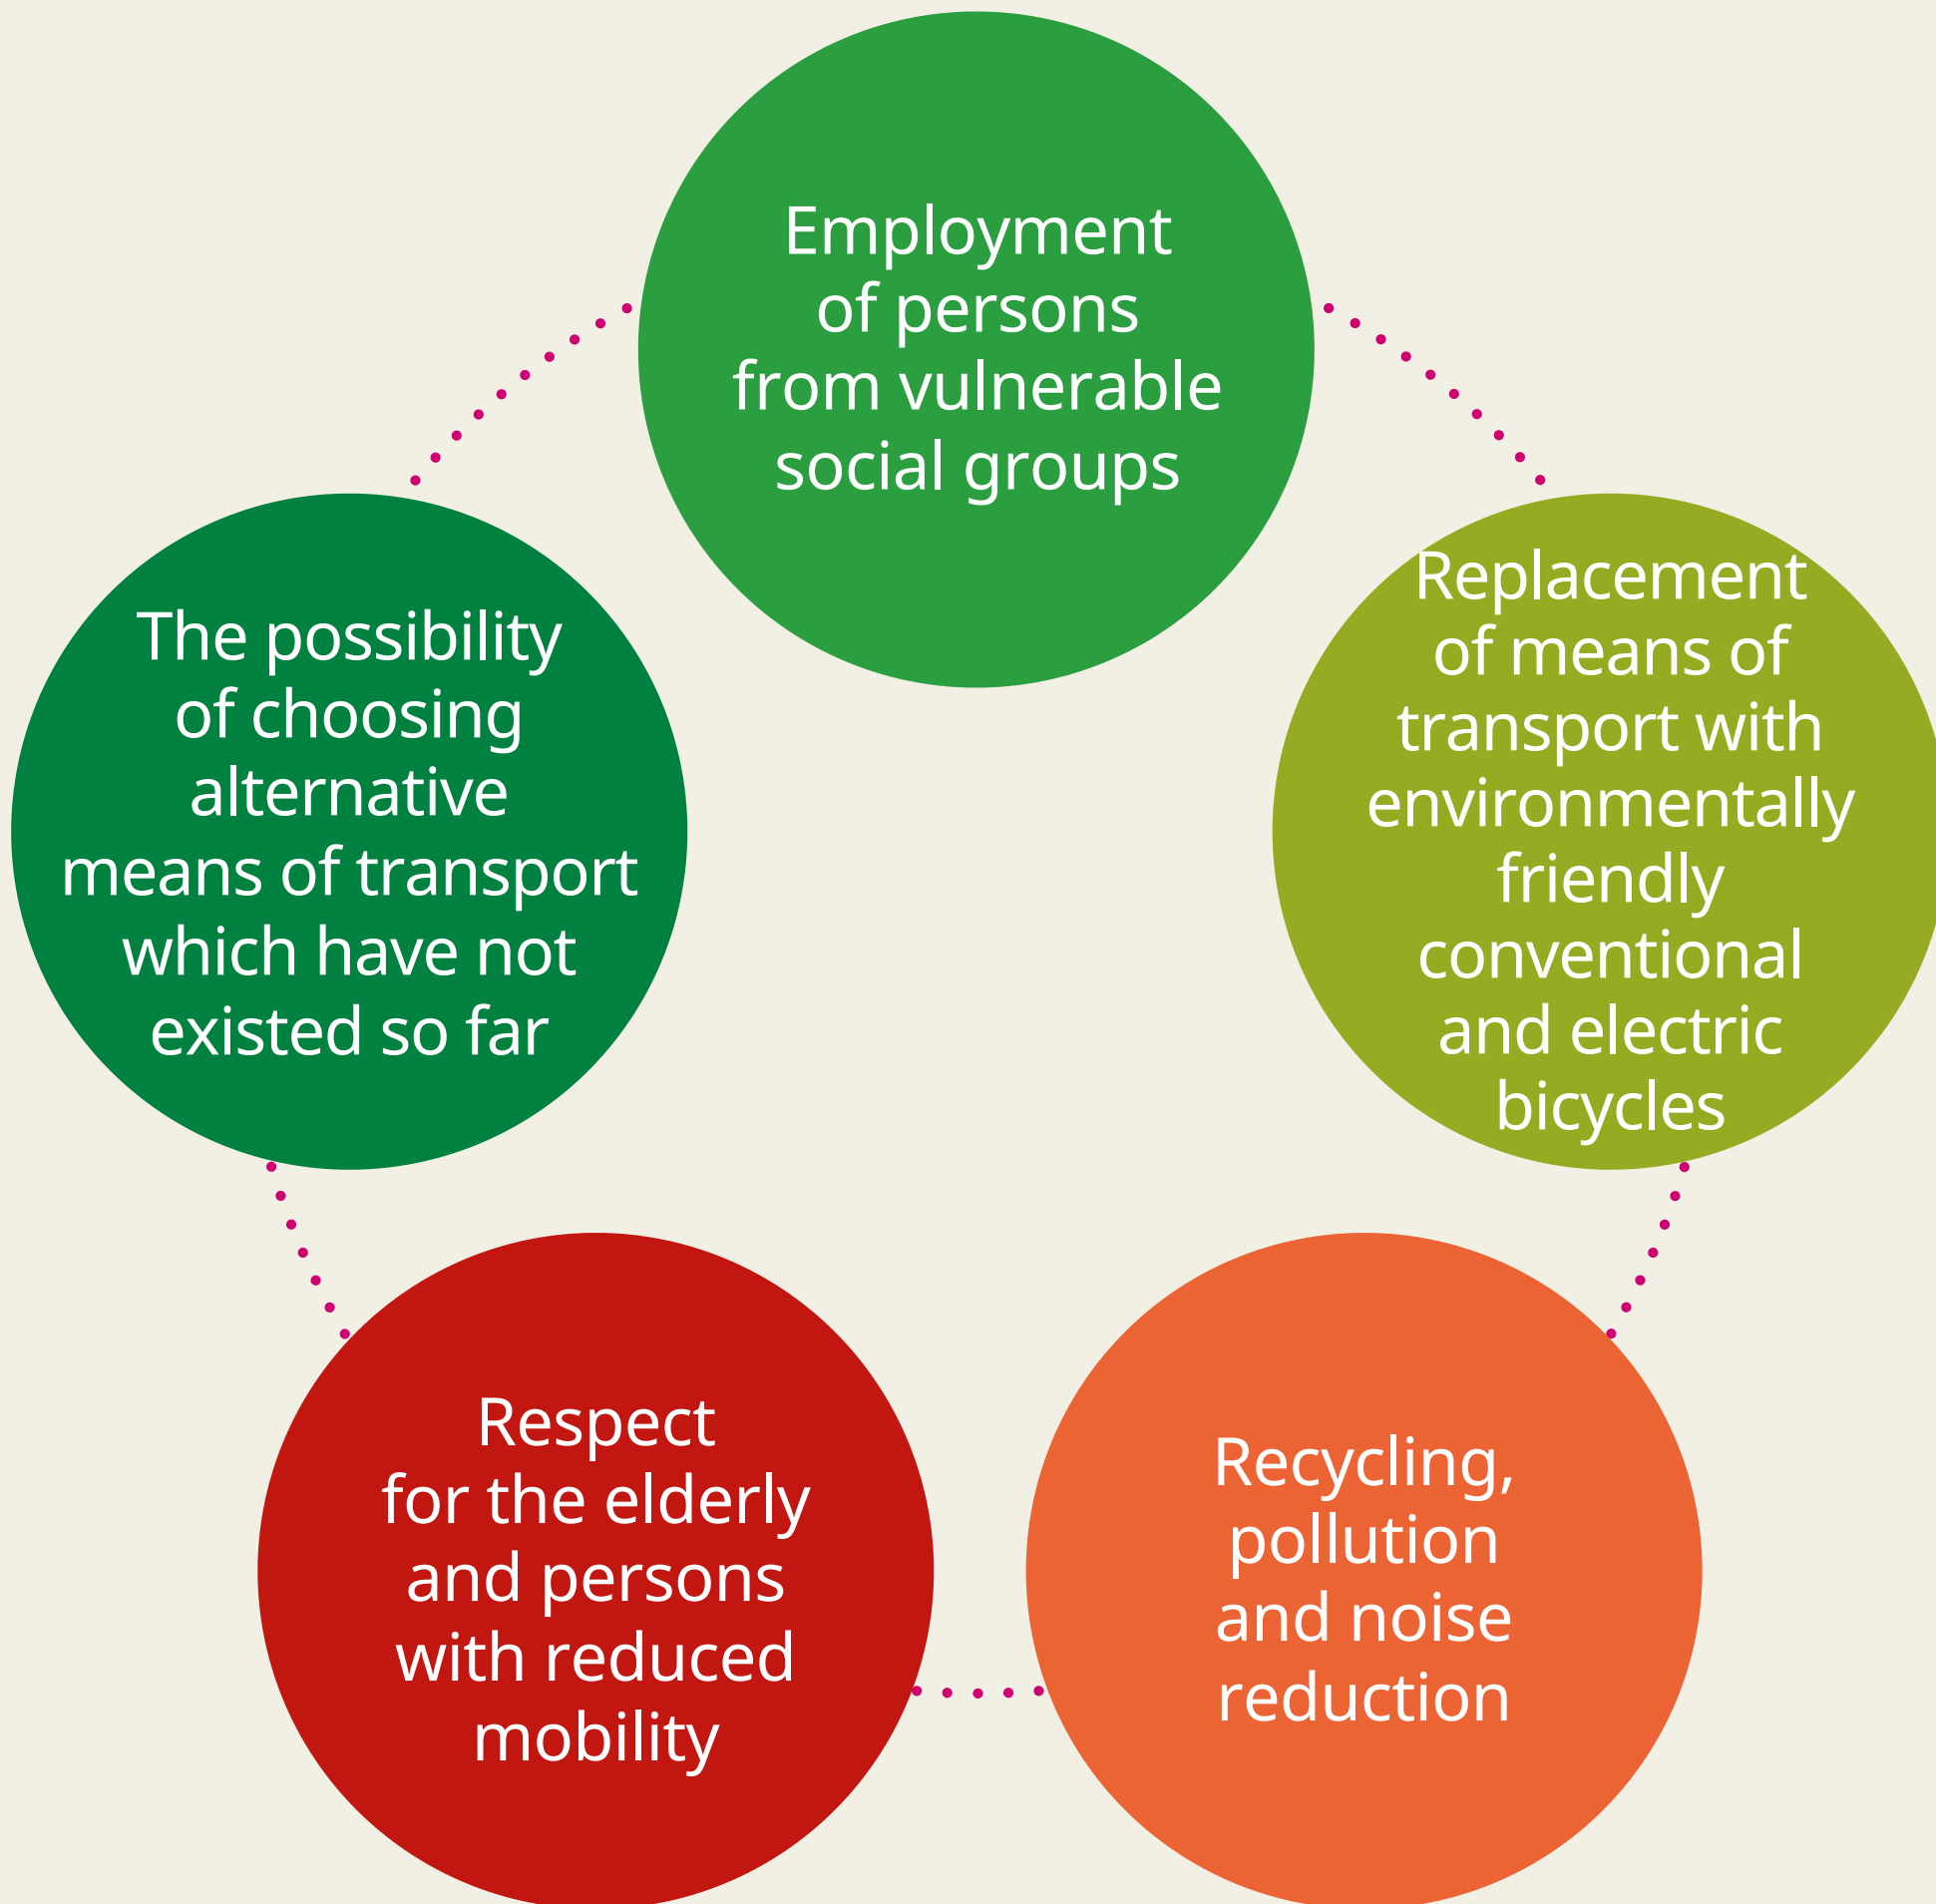 Employment
of persons
from vulnerable
social groups
The possibility
of choosing
alternative
means of transport
which have not
existed so far
Replacement
of means of
transport with
environmentally
friendly
conventional
and electric
bicycles
Respect
for the elderly
and persons
with reduced
mobility
Recycling,
pollution
and noise
reduction